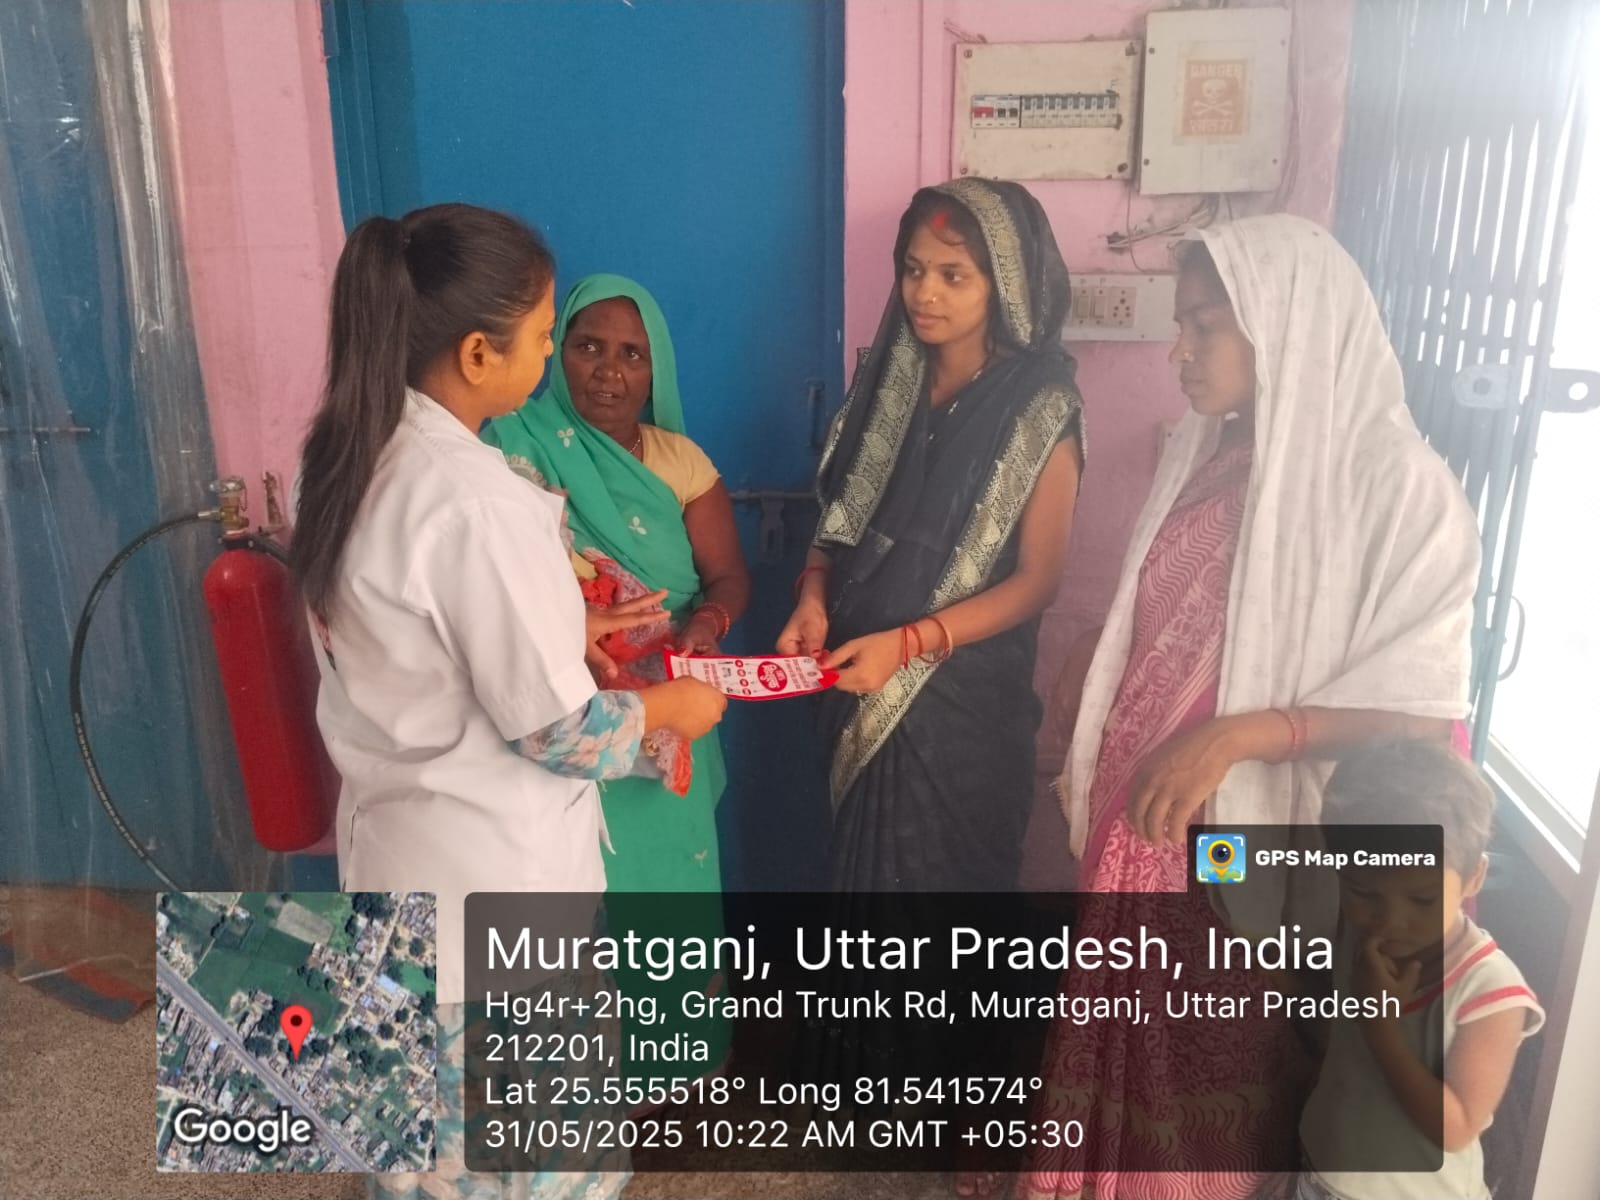 DANGER
खतरा
GPS Map Camera
Muratganj, Uttar Pradesh, India
Hg4r+2hg, Grand Trunk Rd, Muratganj, Uttar Pradesh
212201, India
Lat 25.555518° Long 81.541574°
31/05/2025 10:22 AM GMT +05:30
Google